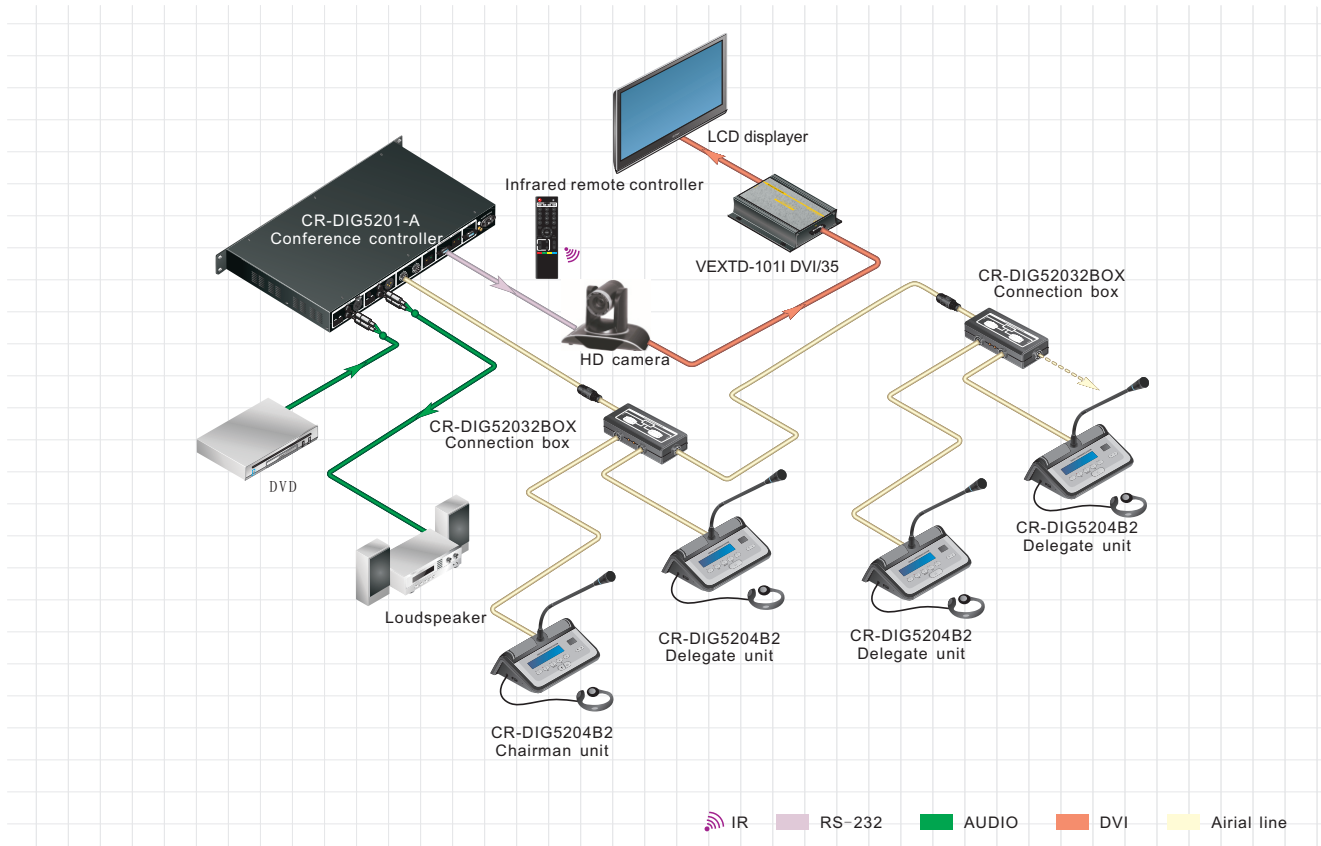 LCD displayer
Infrared remote controller
CR-DIG5201-A
Conference controller
VEXTD-101I DVI/35
CR-DIG52032BOX
Connection box
HD camera
CR-DIG52032BOX
Connection box
DVD
CR-DIG5204B2
Delegate unit
Loudspeaker
CR-DIG5204B2
Delegate unit
CR-DIG5204B2
Delegate unit
CR-DIG5204B2
Chairman unit
IR
RS-232
AUDIO
DVI
Airial line